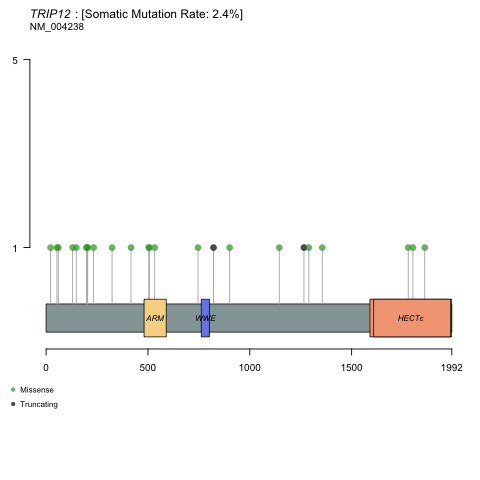 TRIP12 : [Somatic Mutation Rate: 2.4%]
NM_004238
5
1
ARM
WWE
HECTc
0
500
1000
1500
1992
Missense
Truncating